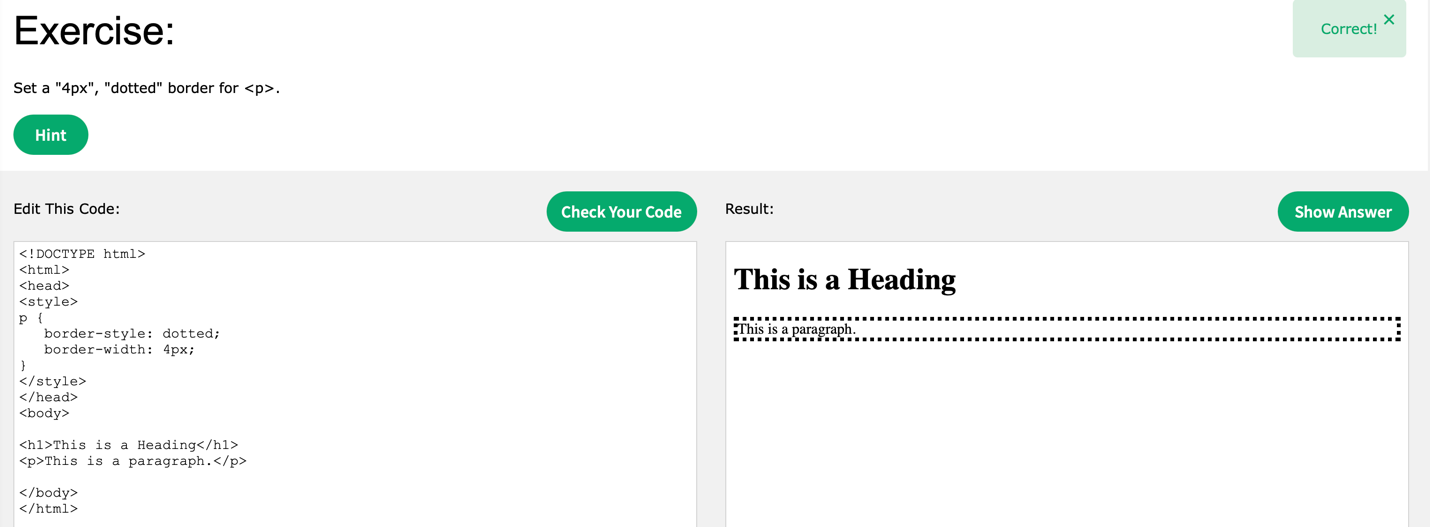 Exercise:
Correct!
×
Set a "4px", "dotted" border for <p>.
Hint
Edit This Code:
Check Your Code
Result:
Show Answer
<!DOCTYPE html>
<html>
<head>
<style>
p {
   border-style: dotted;
   border-width: 4px;
}
</style>
</head>
<body>

<h1>This is a Heading</h1>
<p>This is a paragraph.</p>

</body>
</html>
This is a Heading
This is a paragraph.